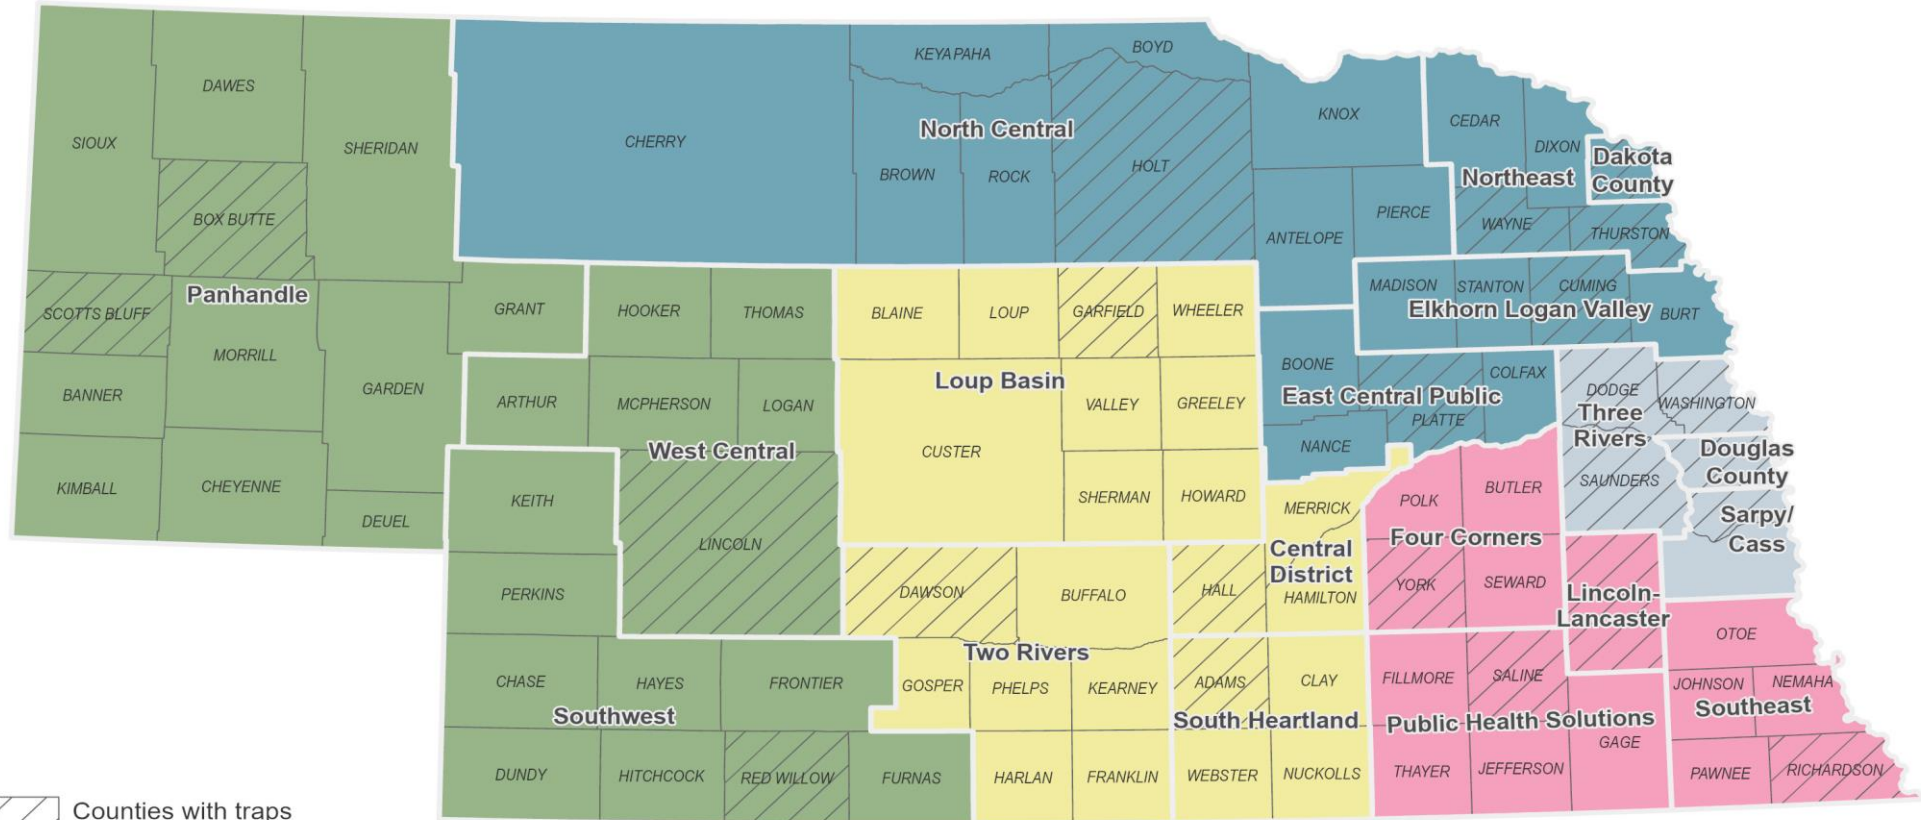 SIOUX
DAWES
SHERIDAN
BOX BUTTE
SCOTTS BLUFF
Panhandle
MORRILL
BANNER
GARDEN
KIMBALL
CHEYENNE
DEUEL
GRANT
CHERRY
KEYA PAHA
BOYD
North Central
BROWN
ROCK
HOLT
KNOX
ANTELOPE
PIERCE
CEDAR
DIXON
Northeast
Dakota
County
WAYNE
THURSTON
MADISON
STANTON
CUMING
BURT
Elkhorn Logan Valley
BOONE
COLFAX
East Central Public
PLATTE
NANCE
HOOKER
THOMAS
ARTHUR
MCPHERSON
LOGAN
West Central
LINCOLN
BLAINE
LOUP
GARFIELD
WHEELER
Loup Basin
VALLEY
GREELEY
CUSTER
SHERMAN
HOWARD
DODGE
WASHINGTON
Three
Rivers
SAUNDERS
Douglas
County
Sarpy/
Cass
KEITH
PERKINS
CHASE
HAYES
FRONTIER
Southwest
DUNDY
HITCHCOCK
RED WILLOW
FURNAS
DAWSON
BUFFALO
Two Rivers
GOSPER
PHELPS
KEARNEY
HARLAN
FRANKLIN
MERRICK
Central
District
HALL
HAMILTON
ADAMS
CLAY
South Heartland
WEBSTER
NUCKOLLS
POLK
BUTLER
Four Corners
YORK
SEWARD
Lincoln-
Lancaster
FILLMORE
SALINE
Public Health Solutions
GAGE
THAYER
JEFFERSON
OTOE
JOHNSON
NEMAHA
Southeast
PAWNEE
RICHARDSON
Counties with traps